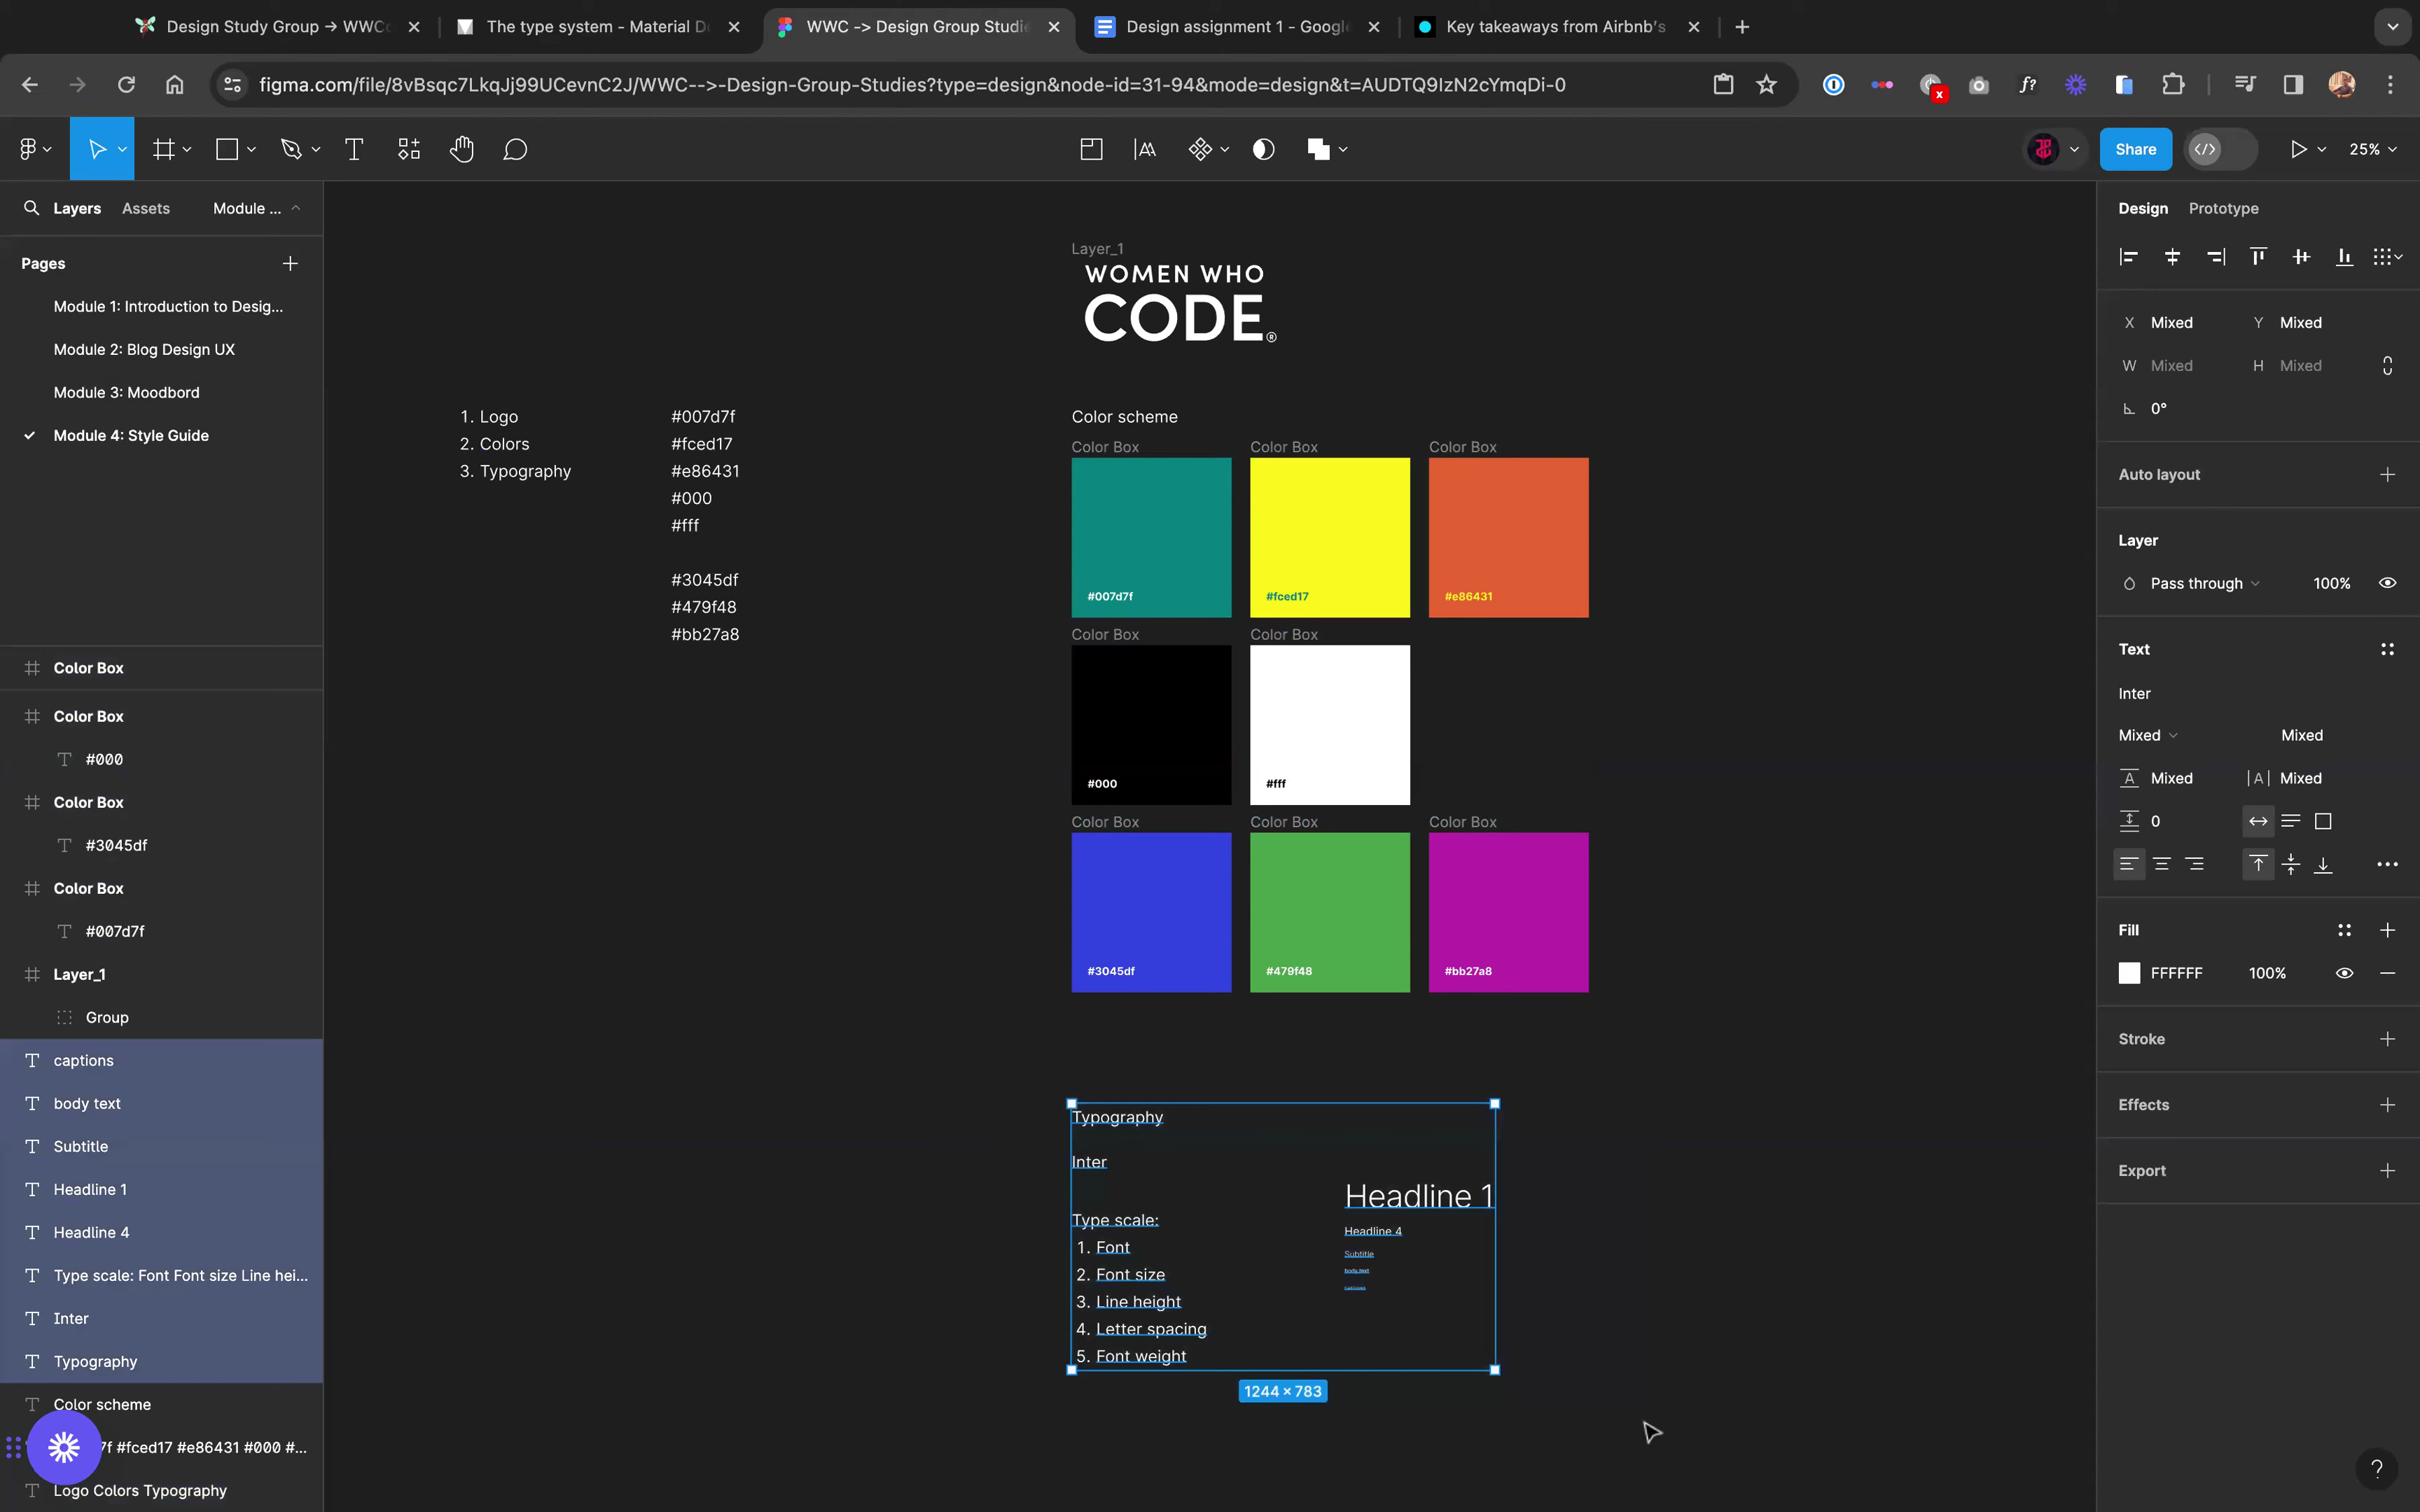 Design Study Group → WWC
The type system - Material D
WWC -> Design Group Studie
Design assignment 1 - Googl
Key takeaways from Airbnb's
figma.com/file/8vBsqc7LkqJj99UCevnC2J/WWC-->-Design-Group-Studies?type=design&node-id=31-94&mode=design&t=AUDTQ9IzN2cYmqDi-0
Share
25%
Layers
Assets
Module ...
Pages
Module 1: Introduction to Desig...
Module 2: Blog Design UX
Module 3: Moodbord
Module 4: Style Guide
Color Box
Color Box
#000
Color Box
#3045df
Color Box
#007d7f
Layer_1
Group
captions
body text
Subtitle
Headline 1
Headline 4
Type scale: Font Font size Line hei...
Inter
Typography
Color scheme
7f #fced17 #e86431 #000 #...
Logo Colors Typography
1. Logo
2. Colors
3. Typography
#007d7f
#fced17
#e86431
#000
#fff
#3045df
#479f48
#bb27a8
Layer_1
WOMEN WHO
CODE®
Color scheme
Color Box
Color Box
Color Box
#007d7f
#fced17
#e86431
Color Box
Color Box
#000
#fff
Color Box
Color Box
Color Box
#3045df
#479f48
#bb27a8
Typography
Inter
Type scale:
1. Font
2. Font size
3. Line height
4. Letter spacing
5. Font weight
Headline 1
Headline 4
Subtitle
body text
1244 × 783
Design
Prototype
X Mixed
Y Mixed
W Mixed
H Mixed
0°
Auto layout
Layer
Pass through
100%
Text
Inter
Mixed
Mixed
Mixed
Mixed
0
Fill
FFFFFF
100%
Stroke
Effects
Export